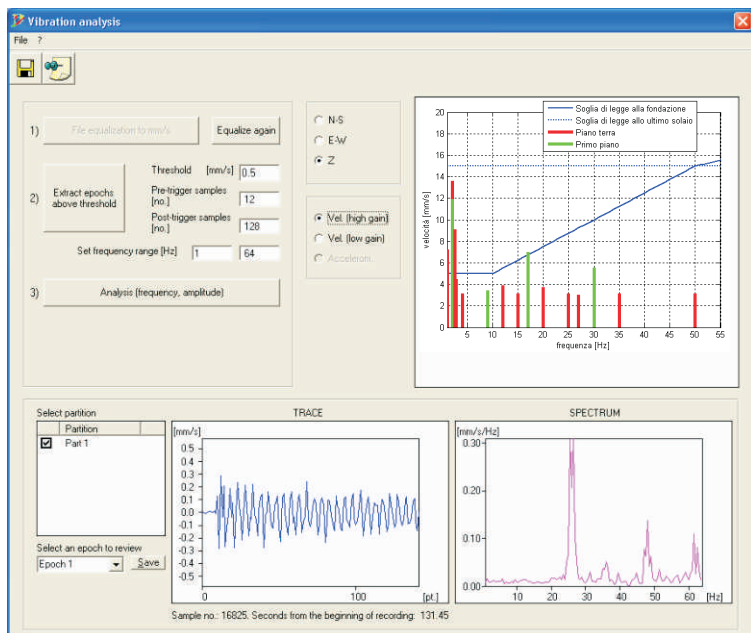 Vibration analysis
File ?
1) File equalization to mm/s Equalize again
2) Extract epochs above threshold
Threshold [mm/s] 0.5
Pre-trigger samples [no.] 12
Post-trigger samples [no.] 128
Set frequency range [Hz] 1 64
3) Analysis (frequency, amplitude)
N-S
E-W
Z
Vel. (high gain)
Vel. (low gain)
Accelerom.
Soglia di legge alla fondazione
Soglia di legge allo ultimo solaio
Piano terra
Primo piano
velocità [mm/s]
20
18
16
14
12
10
8
6
4
2
0
5 10 15 20 25 30 35 40 45 50 55
frequenza [Hz]
Select partition
Partition
Part 1
Select an epoch to review
Epoch 1 Save
TRACE
[mm/s]
0.5
0.4
0.3
0.2
0.1
0.0
-0.1
-0.2
-0.3
-0.4
-0.5
0 100 [pt.]
Sample no.: 16825. Seconds from the beginning of recording: 131.45
SPECTRUM
[mm/s/Hz]
0.30
0.20
0.10
0.00
10 20 30 40 50 60 [Hz]